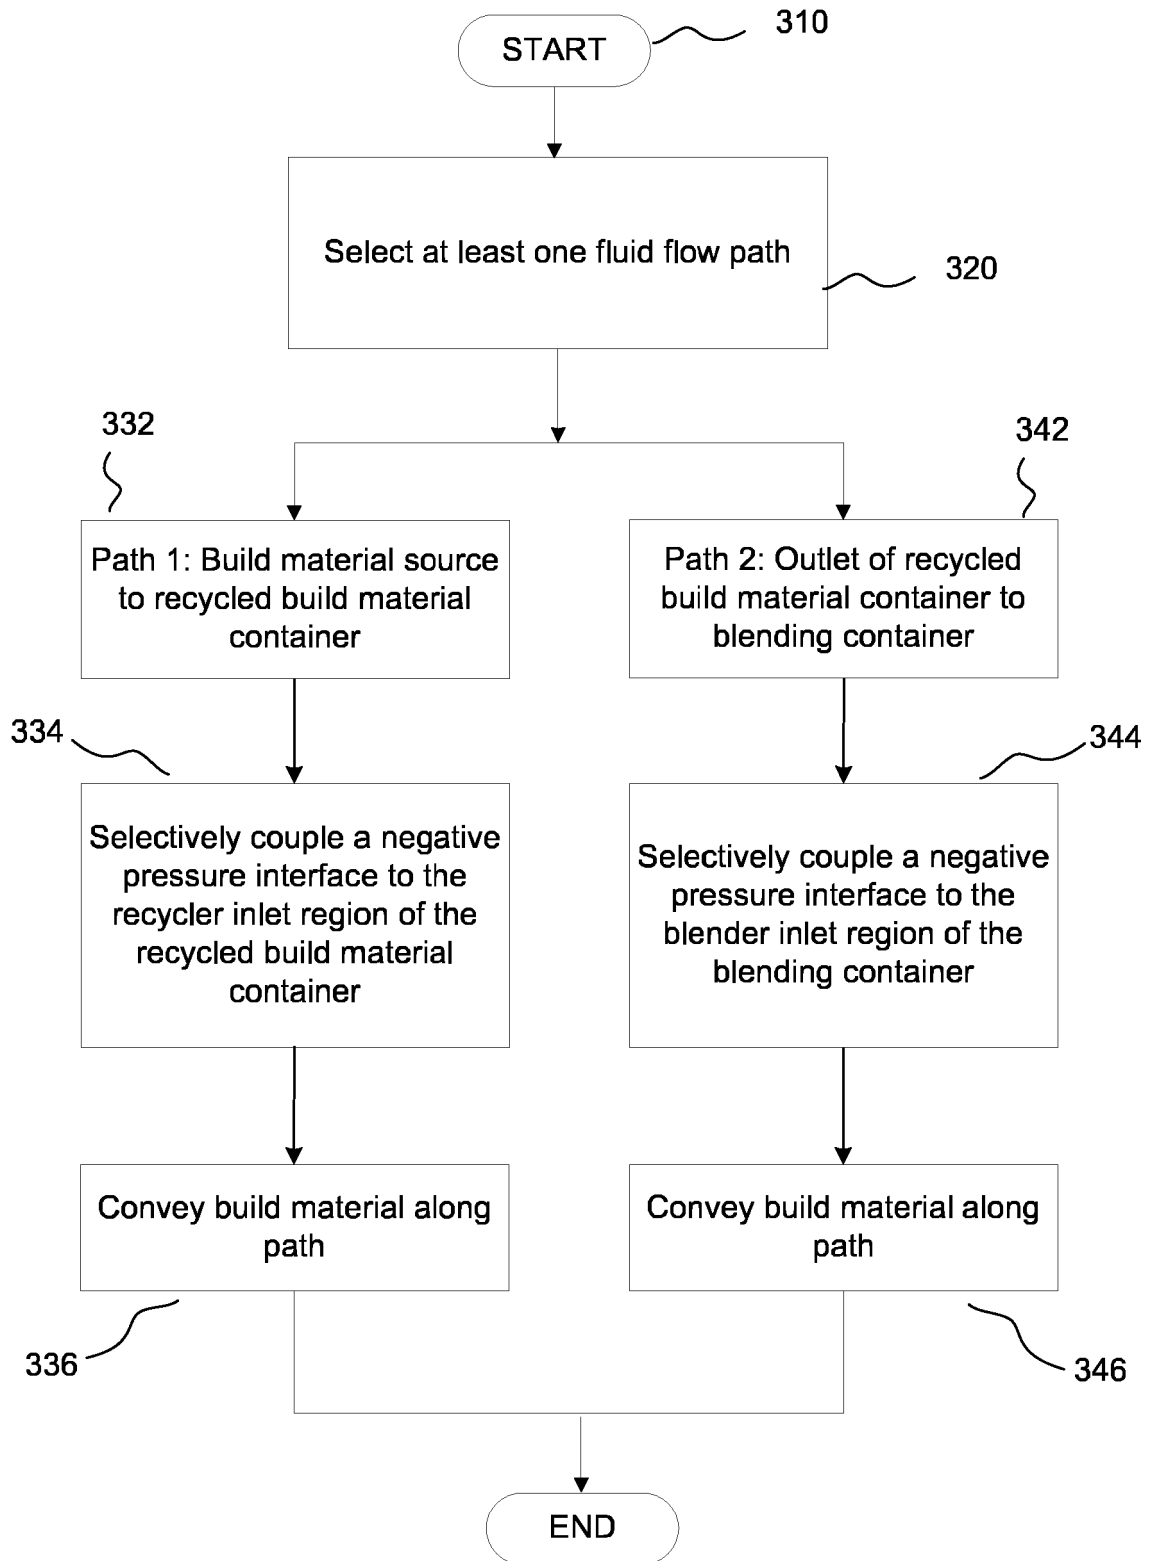 START
310
Select at least one fluid flow path
320
332
342
Path 1: Build material source
to recycled build material
container
Path 2: Outlet of recycled
build material container to
blending container
334
344
Selectively couple a negative
pressure interface to the
recycler inlet region of the
recycled build material
container
Selectively couple a negative
pressure interface to the
blender inlet region of the
blending container
Convey build material along
path
Convey build material along
path
336
346
END